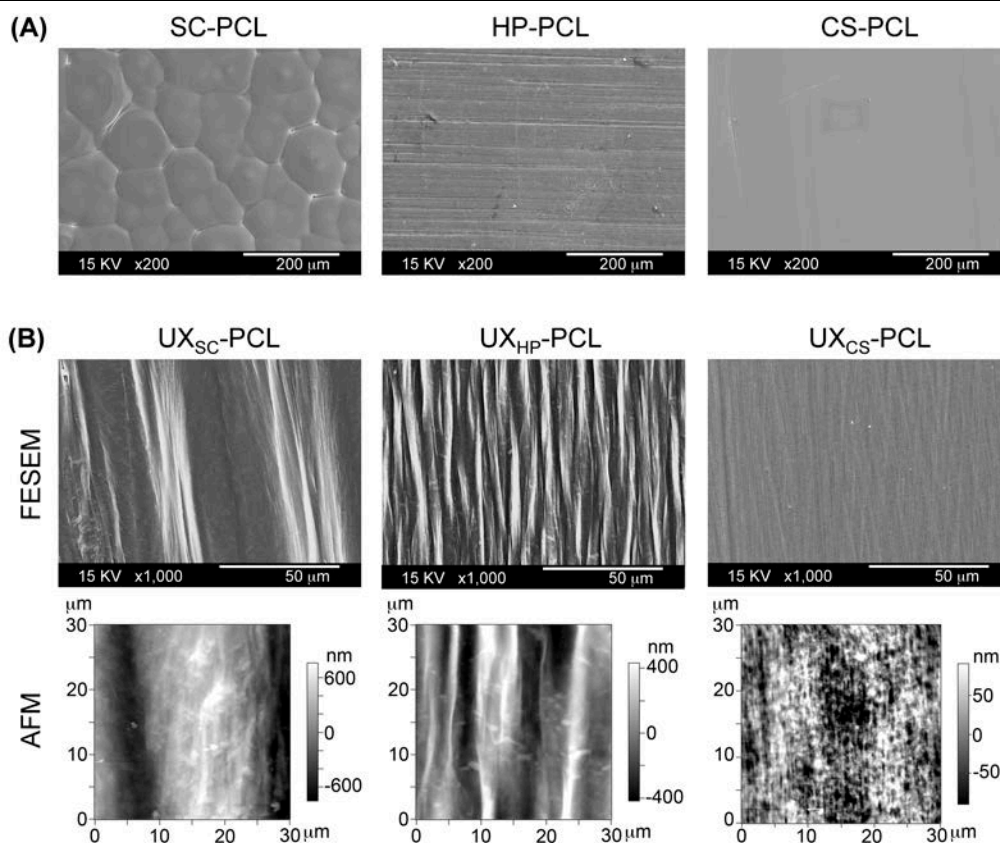 (A) SC-PCL HP-PCL CS-PCL
15 KV x200 200 μm 15 KV x200 200 μm 15 KV x200 200 μm
(B) UXSC-PCL UXHP-PCL UXCS-PCL
FESEM
15 KV x1,000 50 μm 15 KV x1,000 50 μm 15 KV x1,000 50 μm
AFM
μm
30
20
10
0
0 10 20 30 μm
nm
600
0
-600
μm
30
20
10
0
0 10 20 30 μm
nm
400
0
-400
μm
30
20
10
0
0 10 20 30 μm
nm
50
0
-50